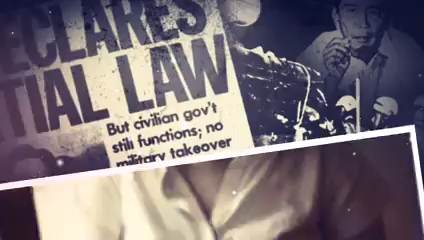 ECLARES
TIAL LAW
But civilian gov't
still functions; no
military takeover